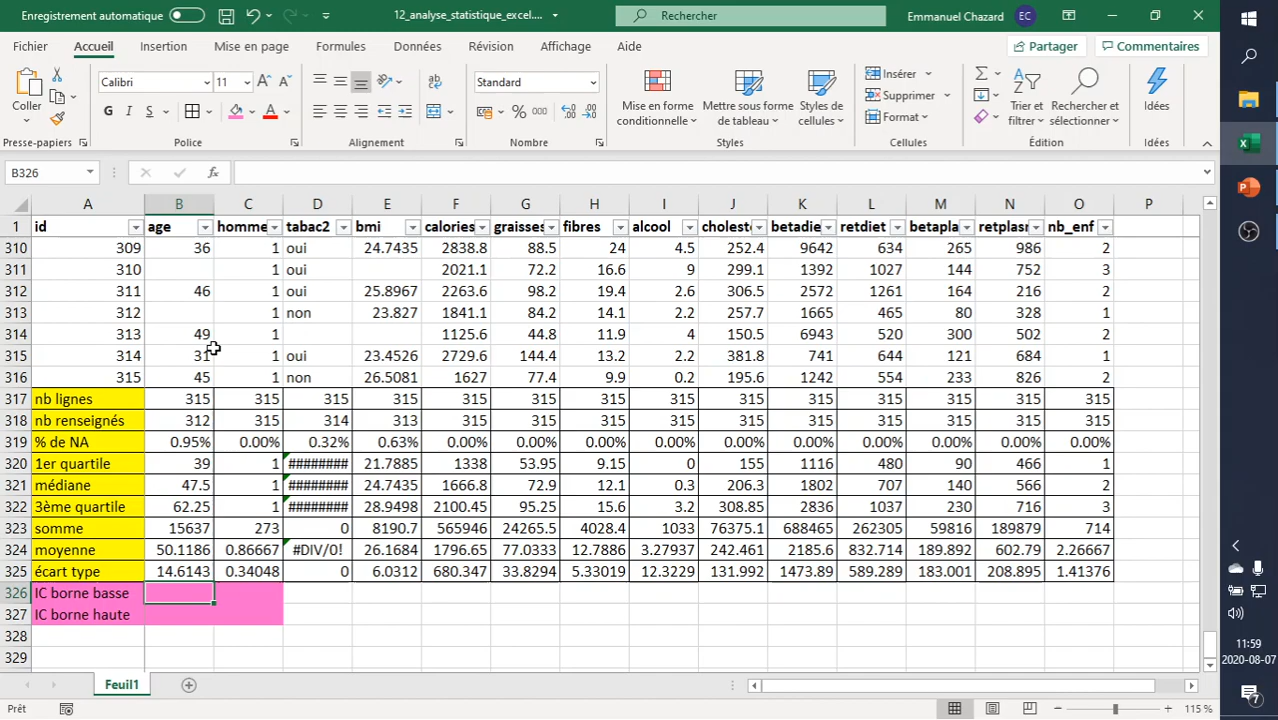 Enregistrement automatique
12_analyse_statistique_excel....
Rechercher
Emmanuel Chazard EC
Fichier Accueil Insertion Mise en page Formules Données Révision Affichage Aide Partager Commentaires
Coller
Calibri 11
G I S
Standard
% 000
Mise en forme conditionnelle
Mettre sous forme de tableau
Styles de cellules
Insérer
Supprimer
Format
Trier et filtrer
Rechercher et sélectionner
Idées
Presse-papiers Police Alignement Nombre Styles Cellules Édition Idées
B326 fx
A B C D E F G H I J K L M N O P
1 id age homme tabac2 bmi calories graisses fibres alcool cholest betadie retdiet betapla retplasn nb_enf
310 309 36 1 oui 24.7435 2838.8 88.5 24 4.5 252.4 9642 634 265 986 2
311 310 1 oui 2021.1 72.2 16.6 9 299.1 1392 1027 144 752 3
312 311 46 1 oui 25.8967 2263.6 98.2 19.4 2.6 306.5 2572 1261 164 216 2
313 312 1 non 23.827 1841.1 84.2 14.1 2.2 257.7 1665 465 80 328 1
314 313 49 1 1125.6 44.8 11.9 4 150.5 6943 520 300 502 2
315 314 31 1 oui 23.4526 2729.6 144.4 13.2 2.2 381.8 741 644 121 684 1
316 315 45 1 non 26.5081 1627 77.4 9.9 0.2 195.6 1242 554 233 826 2
317 nb lignes 315 315 315 315 315 315 315 315 315 315 315 315 315 315
318 nb renseignés 312 315 314 313 315 315 315 315 315 315 315 315 315 315
319 % de NA 0.95% 0.00% 0.32% 0.63% 0.00% 0.00% 0.00% 0.00% 0.00% 0.00% 0.00% 0.00% 0.00% 0.00%
320 1er quartile 39 1 ######## 21.7885 1338 53.95 9.15 0 155 1116 480 90 466 1
321 médiane 47.5 1 ######## 24.7435 1666.8 72.9 12.1 0.3 206.3 1802 707 140 566 2
322 3ème quartile 62.25 1 ######## 28.9498 2100.45 95.25 15.6 3.2 308.85 2836 1037 230 716 3
323 somme 15637 273 0 8190.7 565946 24265.5 4028.4 1033 76375.1 688465 262305 59816 189879 714
324 moyenne 50.1186 0.86667 #DIV/0! 26.1684 1796.65 77.0333 12.7886 3.27937 242.461 2185.6 832.714 189.892 602.79 2.26667
325 écart type 14.6143 0.34048 0 6.0312 680.347 33.8294 5.33019 12.3229 131.992 1473.89 589.289 183.001 208.895 1.41376
326 IC borne basse
327 IC borne haute
328
329
Feuil1
Prêt 115 %
11:59
2020-08-07
7